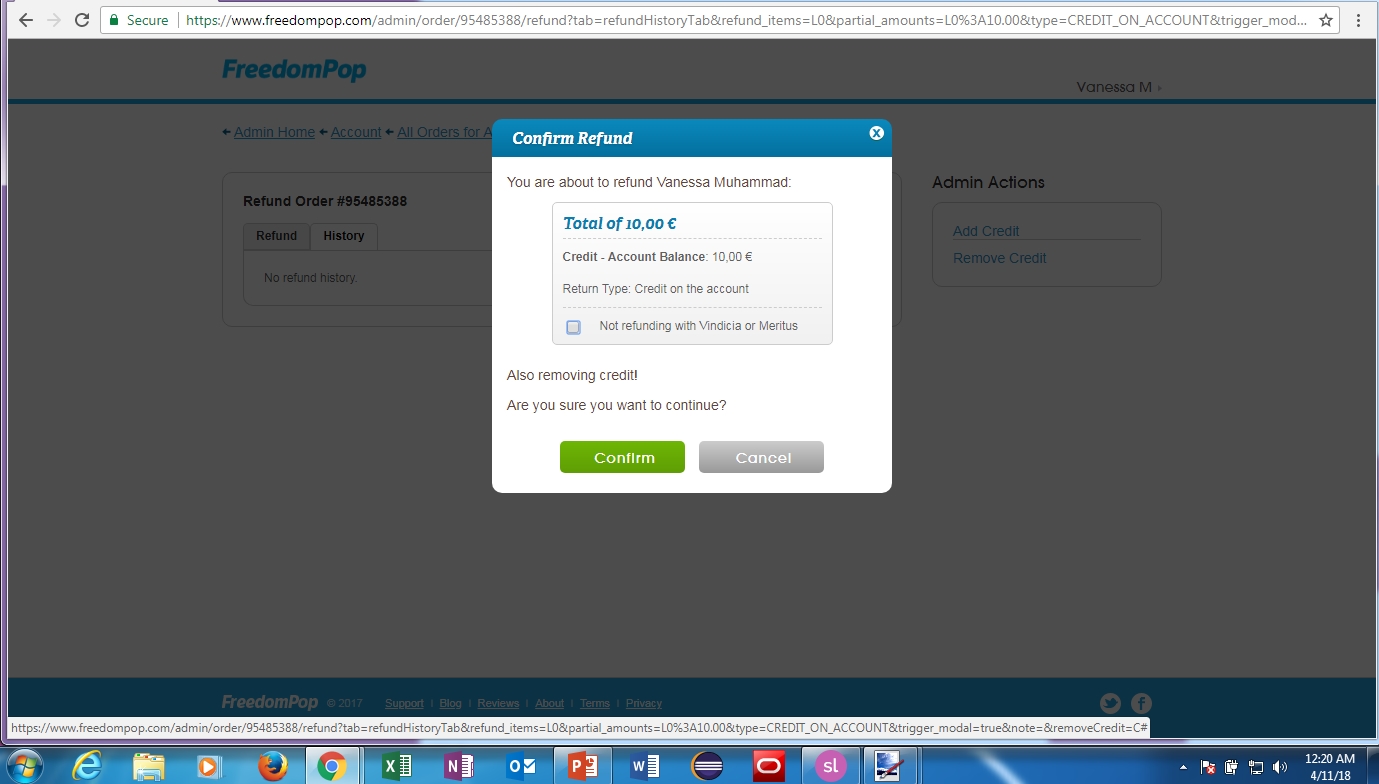 Secure https://www.freedompop.com/admin/order/95485388/refund?tab=refundHistoryTab&refund_items=L0&partial_amounts=L0%3A10.00&type=CREDIT_ON_ACCOUNT&trigger_mod...
FreedomPop
Vanessa M
Admin Home Account All Orders for A
Confirm Refund
x
You are about to refund Vanessa Muhammad:
Total of 10,00 €
Credit - Account Balance: 10,00 €
Return Type: Credit on the account
Not refunding with Vindicia or Meritus
Also removing credit!
Are you sure you want to continue?
Confirm Cancel
Refund Order #95485388
Refund History
No refund history.
Admin Actions
Add Credit
Remove Credit
FreedomPop © 2017 Support | Blog | Reviews | About | Terms | Privacy
https://www.freedompop.com/admin/order/95485388/refund?tab=refundHistoryTab&refund_items=L0&partial_amounts=L0%3A10.00&type=CREDIT_ON_ACCOUNT&trigger_modal=true&note=&removeCredit=C#
sl
12:20 AM
4/11/18